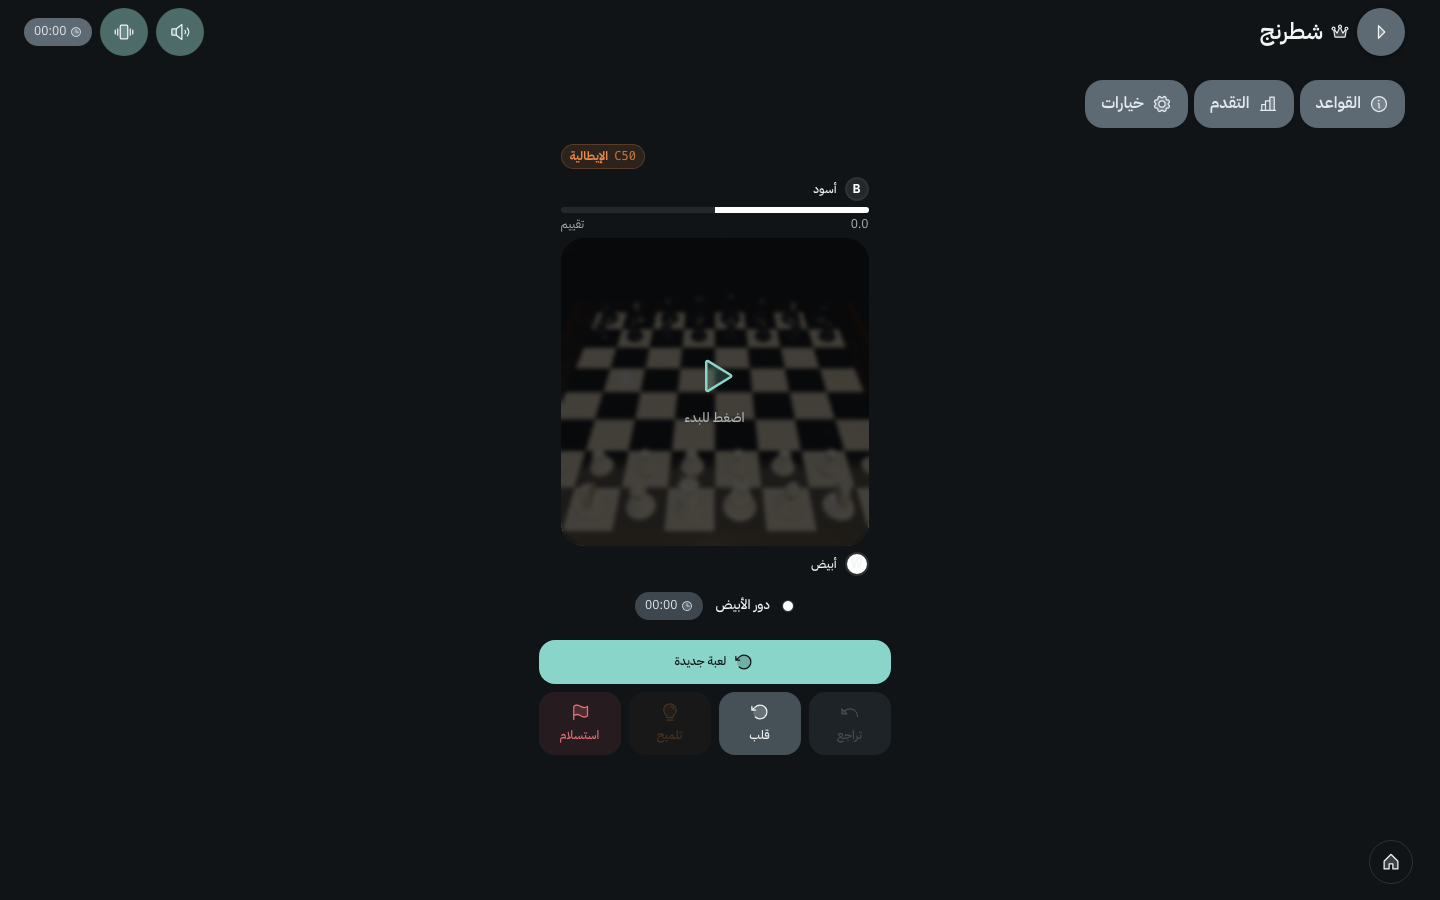 شطرنج
00:00
القواعد
التقدم
خيارات
C50 الإيطالية
B أسود
0.0 تقييم
اضغط للبدء
أبيض
دور الأبيض 00:00
لعبة جديدة
تراجع
قلب
تلميح
استسلام